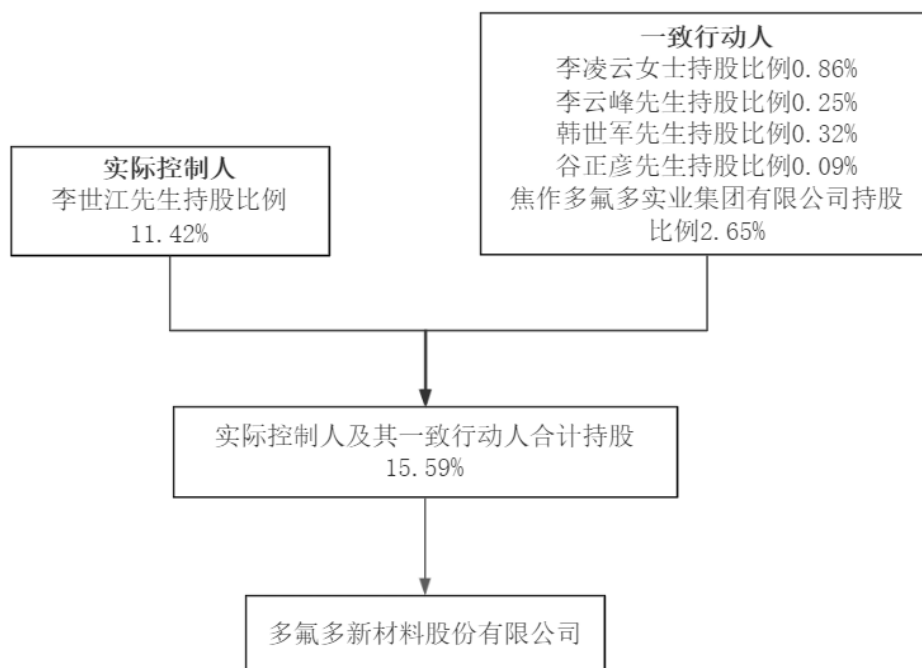 实际控制人
李世江先生持股比例
11.42%
一致行动人
李凌云女士持股比例0.86%
李云峰先生持股比例0.25%
韩世军先生持股比例0.32%
谷正彦先生持股比例0.09%
焦作多氟多实业集团有限公司持股
比例2.65%
实际控制人及其一致行动人合计持股
15.59%
多氟多新材料股份有限公司